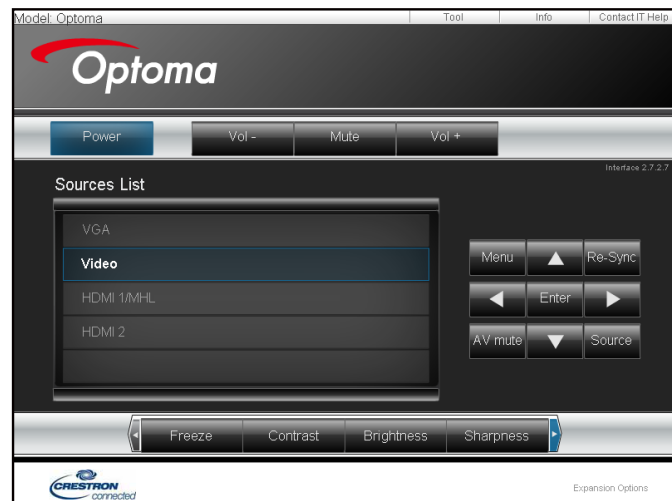 Model: Optoma
Tool Info Contact IT Help
Optoma
Power Vol - Mute Vol +
Interface 2.7.2.7
Sources List
VGA
Video
HDMI 1/MHL
HDMI 2
Menu Re-Sync
Enter
AV mute Source
Freeze Contrast Brightness Sharpness
CRESTRON
connected
Expansion Options